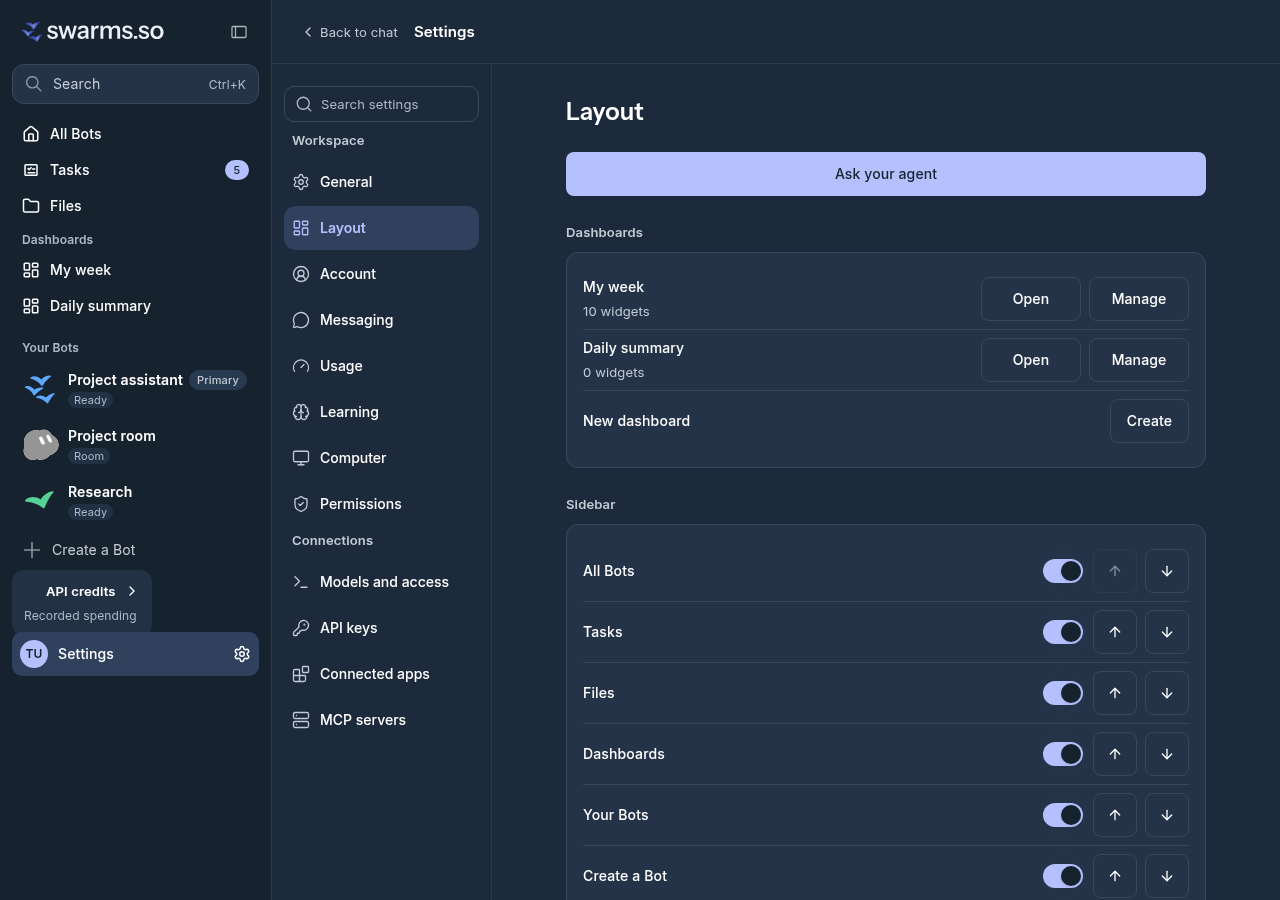 swarms.so
Search Ctrl+K
All Bots
Tasks 5
Files
Dashboards
My week
Daily summary
Your Bots
Project assistant Primary
Ready
Project room
Room
Research
Ready
Create a Bot
API credits
Recorded spending
TU Settings
Back to chat Settings
Search settings
Workspace
General
Layout
Account
Messaging
Usage
Learning
Computer
Permissions
Connections
Models and access
API keys
Connected apps
MCP servers
Layout
Ask your agent
Dashboards
My week
10 widgets
Open Manage
Daily summary
0 widgets
Open Manage
New dashboard Create
Sidebar
All Bots
Tasks
Files
Dashboards
Your Bots
Create a Bot